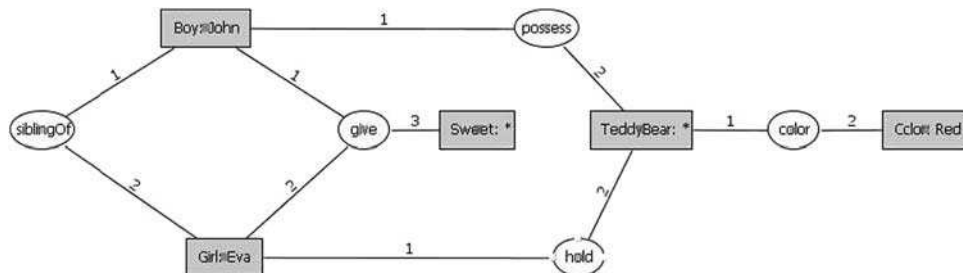 1
Boy: John
possess
1
1
2
siblingOf
give
3
Sweet: *
TeddyBear: *
1
color
2
Color: Red
2
2
2
1
Girl: Eva
hold